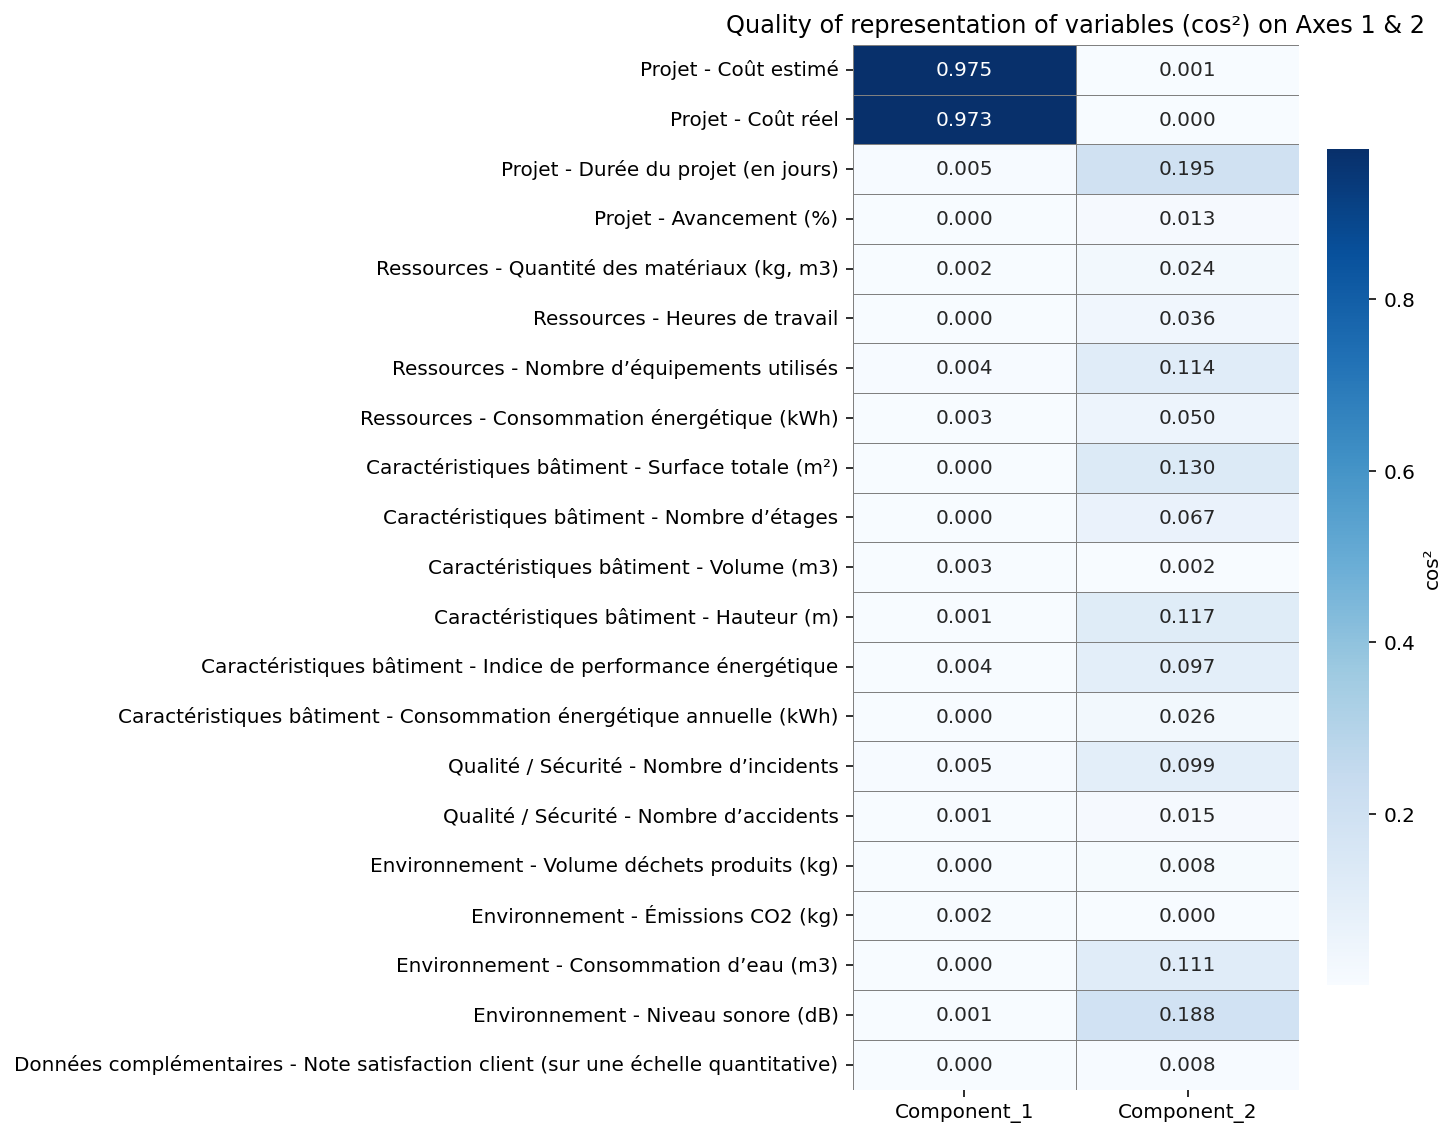 Quality of representation of variables (cos²) on Axes 1 & 2
Projet - Coût estimé 0.975 0.001
Projet - Coût réel 0.973 0.000
Projet - Durée du projet (en jours) 0.005 0.195
Projet - Avancement (%) 0.000 0.013
Ressources - Quantité des matériaux (kg, m3) 0.002 0.024
Ressources - Heures de travail 0.000 0.036
Ressources - Nombre d’équipements utilisés 0.004 0.114
Ressources - Consommation énergétique (kWh) 0.003 0.050
Caractéristiques bâtiment - Surface totale (m²) 0.000 0.130
Caractéristiques bâtiment - Nombre d’étages 0.000 0.067
Caractéristiques bâtiment - Volume (m3) 0.003 0.002
Caractéristiques bâtiment - Hauteur (m) 0.001 0.117
Caractéristiques bâtiment - Indice de performance énergétique 0.004 0.097
Caractéristiques bâtiment - Consommation énergétique annuelle (kWh) 0.000 0.026
Qualité / Sécurité - Nombre d’incidents 0.005 0.099
Qualité / Sécurité - Nombre d’accidents 0.001 0.015
Environnement - Volume déchets produits (kg) 0.000 0.008
Environnement - Émissions CO2 (kg) 0.002 0.000
Environnement - Consommation d’eau (m3) 0.000 0.111
Environnement - Niveau sonore (dB) 0.001 0.188
Données complémentaires - Note satisfaction client (sur une échelle quantitative) 0.000 0.008
Component_1 Component_2
0.8
0.6
0.4
0.2
cos²